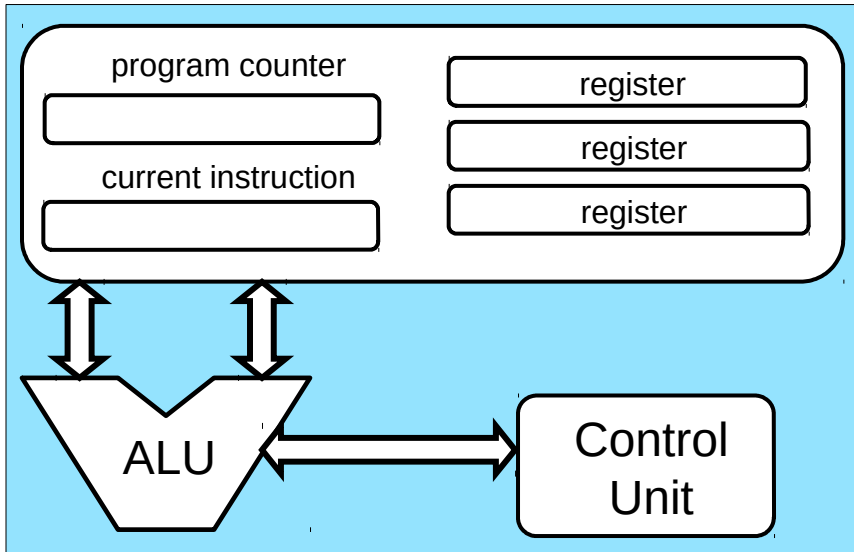 program counter
current instruction
register
register
register
ALU
Control
Unit